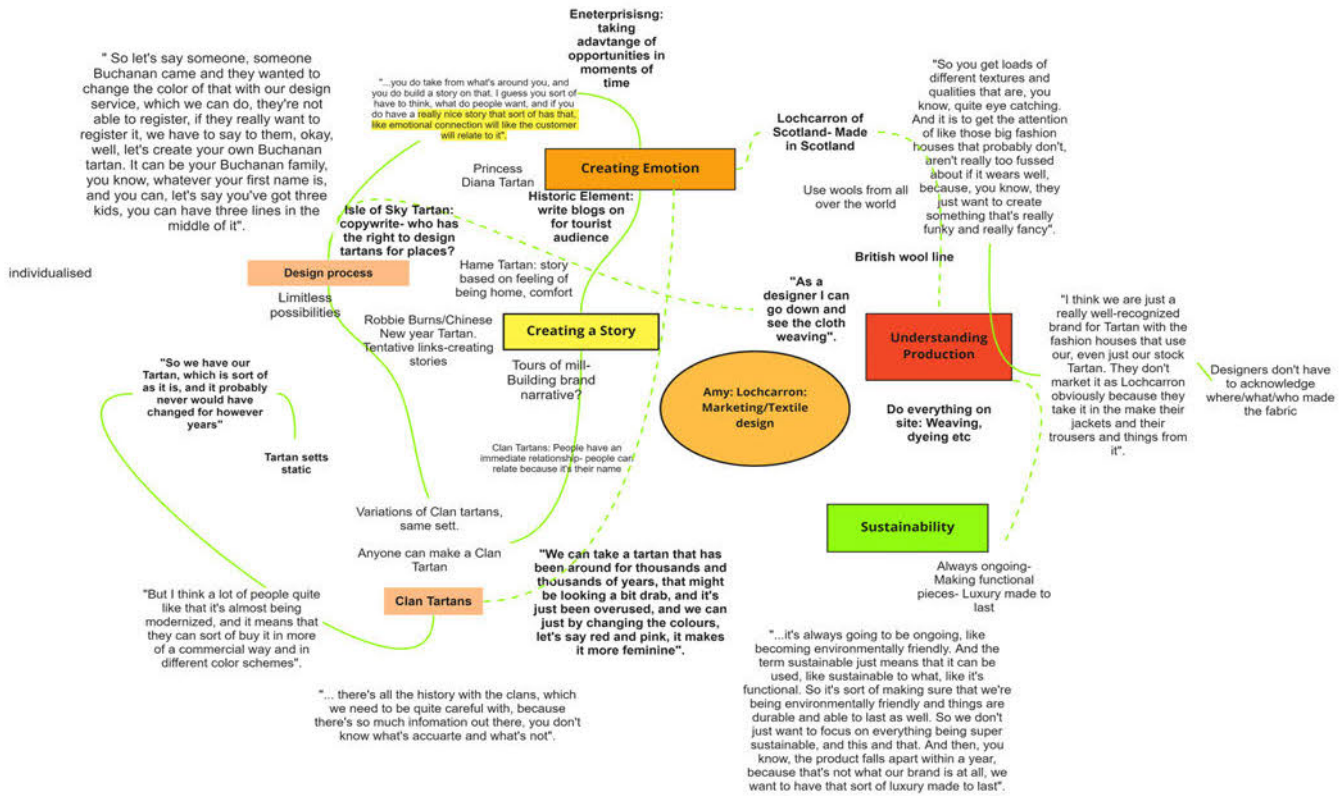 Eneterprisisng:
taking
adavtange of
opportunities in
moments of
time
" So let's say someone, someone
Buchanan came and they wanted to
change the color of that with our design
service, which we can do, they're not
able to register, if they really want to
register it, we have to say to them, okay,
well, let's create your own Buchanan
tartan. It can be your Buchanan family,
you know, whatever your first name is,
and you can, let's say you've got three
kids, you can have three lines in the
middle of it".
"...you do take from what's around you, and
you do build a story on that. I guess you sort of
have to think, what do people want, and if you
do have a really nice story that sort of has that,
like emotional connection will like the customer
will relate to it".
"So you get loads of
different textures and
qualities that are, you
know, quite eye catching.
And it is to get the attention
of like those big fashion
houses that probably don't,
aren't really too fussed
about if it wears well,
because, you know, they
just want to create
something that's really
funky and really fancy".
Lochcarron of
Scotland- Made
in Scotland
Creating Emotion
Princess
Diana Tartan
Use wools from all
over the world
Historic Element:
write blogs on
for tourist
audience
Isle of Sky Tartan:
copywrite- who has
the right to design
tartans for places?
British wool line
individualised
Design process
Hame Tartan: story
based on feeling of
being home, comfort
Limitless
possibilities
"As a
designer I can
go down and
see the cloth
weaving".
"I think we are just a
really well-recognized
brand for Tartan with the
fashion houses that use
our, even just our stock
Tartan. They don't
market it as Lochcarron
obviously because they
take it in the make their
jackets and their
trousers and things from
it".
Robbie Burns/Chinese
New year Tartan.
Tentative links-creating
stories
Creating a Story
Understanding
Production
"So we have our
Tartan, which is sort of
as it is, and it probably
never would have
changed for however
years"
Tours of mill-
Building brand
narrative?
Designers don't have
to acknowledge
where/what/who made
the fabric
Amy: Lochcarron:
Marketing/Textile
design
Do everything on
site: Weaving,
dyeing etc
Tartan setts
static
Clan Tartans: People have an
immediate relationship- people can
relate because it's their name
Variations of Clan tartans,
same sett.
Sustainability
Anyone can make a Clan
Tartan
"We can take a tartan that has
been around for thousands and
thousands of years, that might
be looking a bit drab, and it's
just been overused, and we can
just by changing the colours,
let's say red and pink, it makes
it more feminine".
Always ongoing-
Making functional
pieces- Luxury made to
last
"But I think a lot of people quite
like that it's almost being
modernized, and it means that
they can sort of buy it in more
of a commercial way and in
different color schemes".
Clan Tartans
"...it's always going to be ongoing, like
becoming environmentally friendly. And the
term sustainable just means that it can be
used, like sustainable to what, like it's
functional. So it's sort of making sure that we're
being environmentally friendly and things are
durable and able to last as well. So we don't
just want to focus on everything being super
sustainable, and this and that. And then, you
know, the product falls apart within a year,
because that's not what our brand is at all, we
want to have that sort of luxury made to last".
"... there's all the history with the clans, which
we need to be quite careful with, because
there's so much infomation out there, you don't
know what's accuarte and what's not".